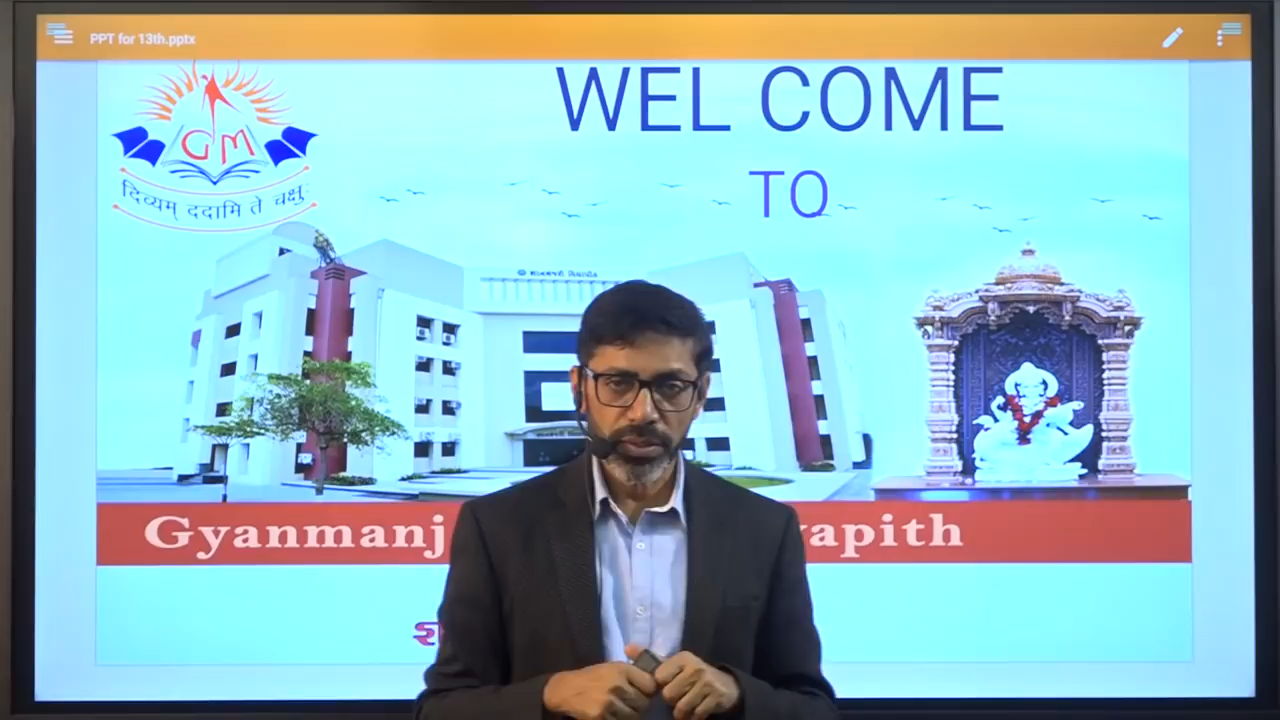 PPT for 13th.pptx
WEL COME
TO
GM
दिव्यम् ददामि ते चक्षुः
Gyanmanj
yapith